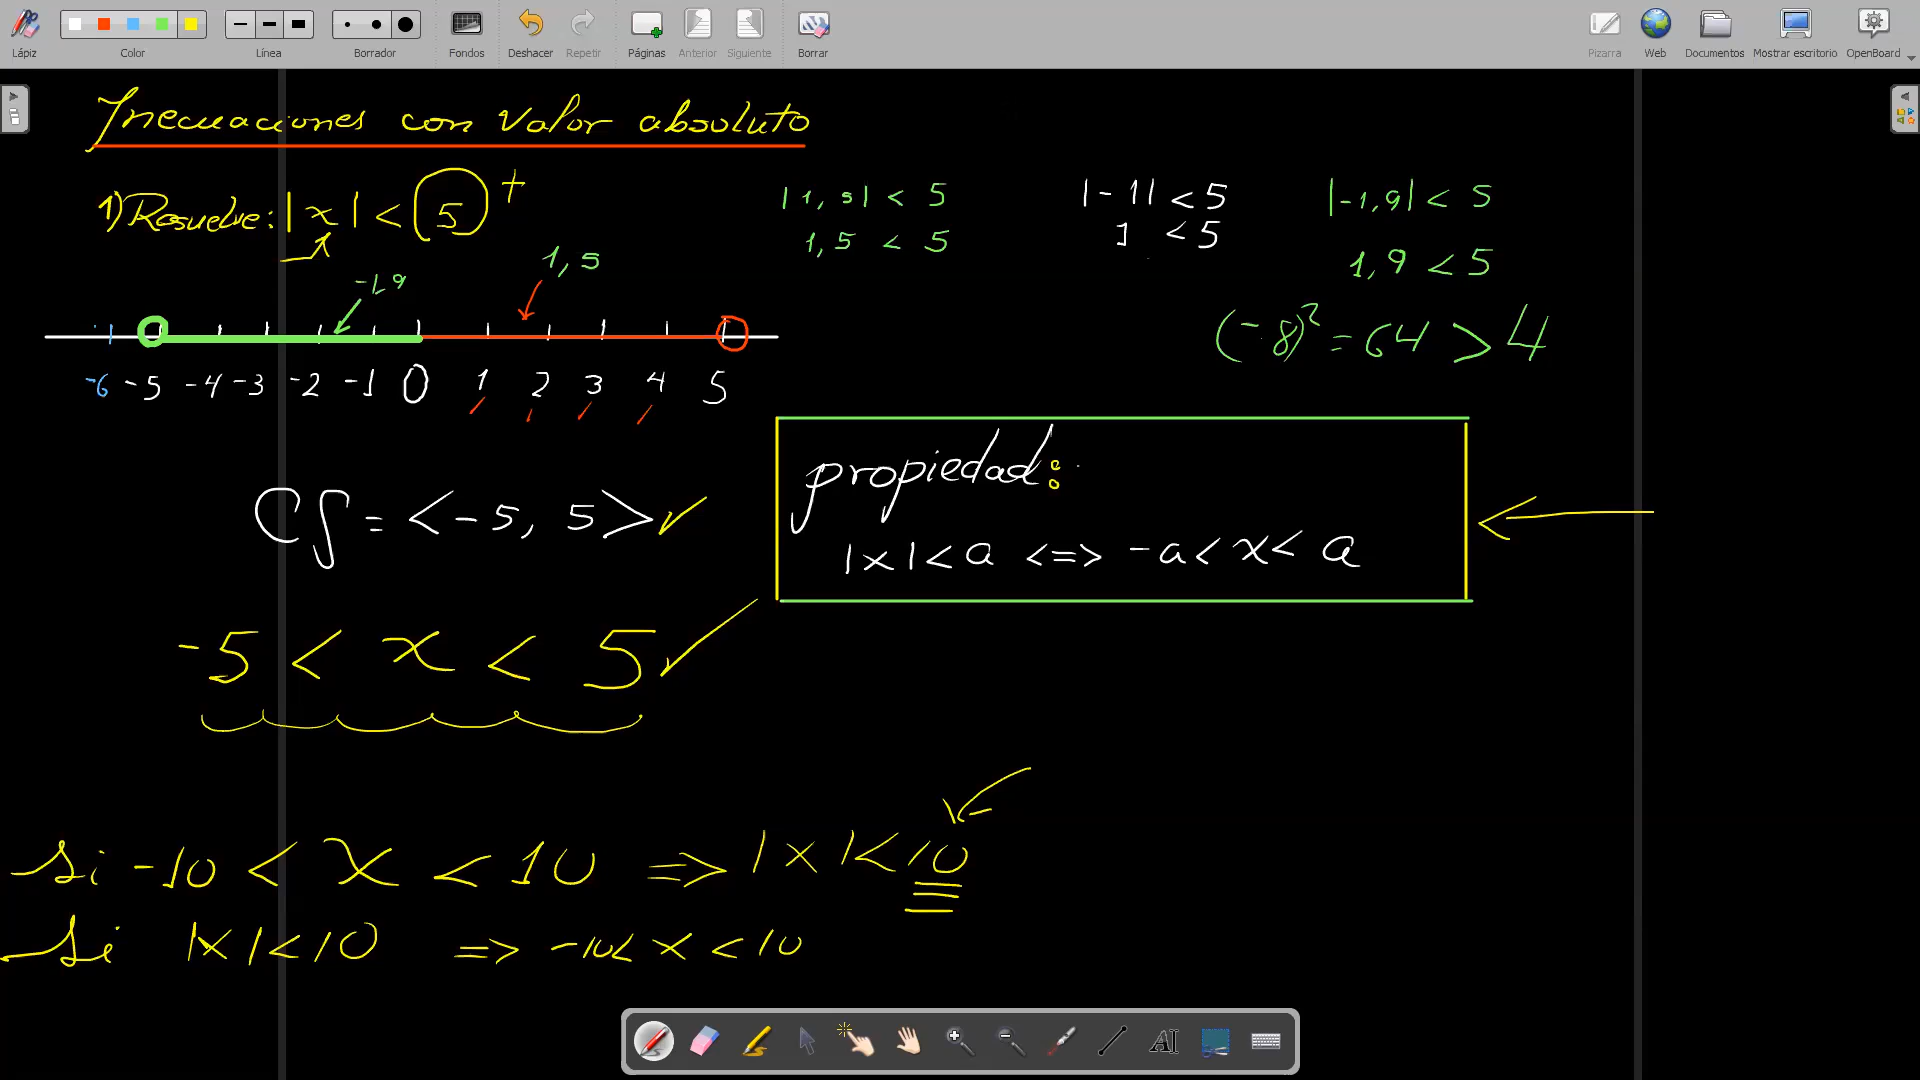 Lápiz Color Línea Borrador Fondos Deshacer Repetir Páginas Anterior Siguiente Borrar Pizarra Web Documentos Mostrar escritorio OpenBoard
Inecuaciones con valor absoluto
1) Resuelve: |x| < 5 +
1
|1,5| < 5
1,5 < 5
|-1| < 5
1 < 5
|-1,9| < 5
1,9 < 5
-1,9
1,5
(-8)² = 64 > 4
-6 -5 -4 -3 -2 -1 0 1 2 3 4 5
propiedad:
|x| < a <=> -a < x < a
CS = <-5, 5>
-5 < x < 5
Si -10 < x < 10 => |x| < 10
Si |x| < 10 => -10 < x < 10